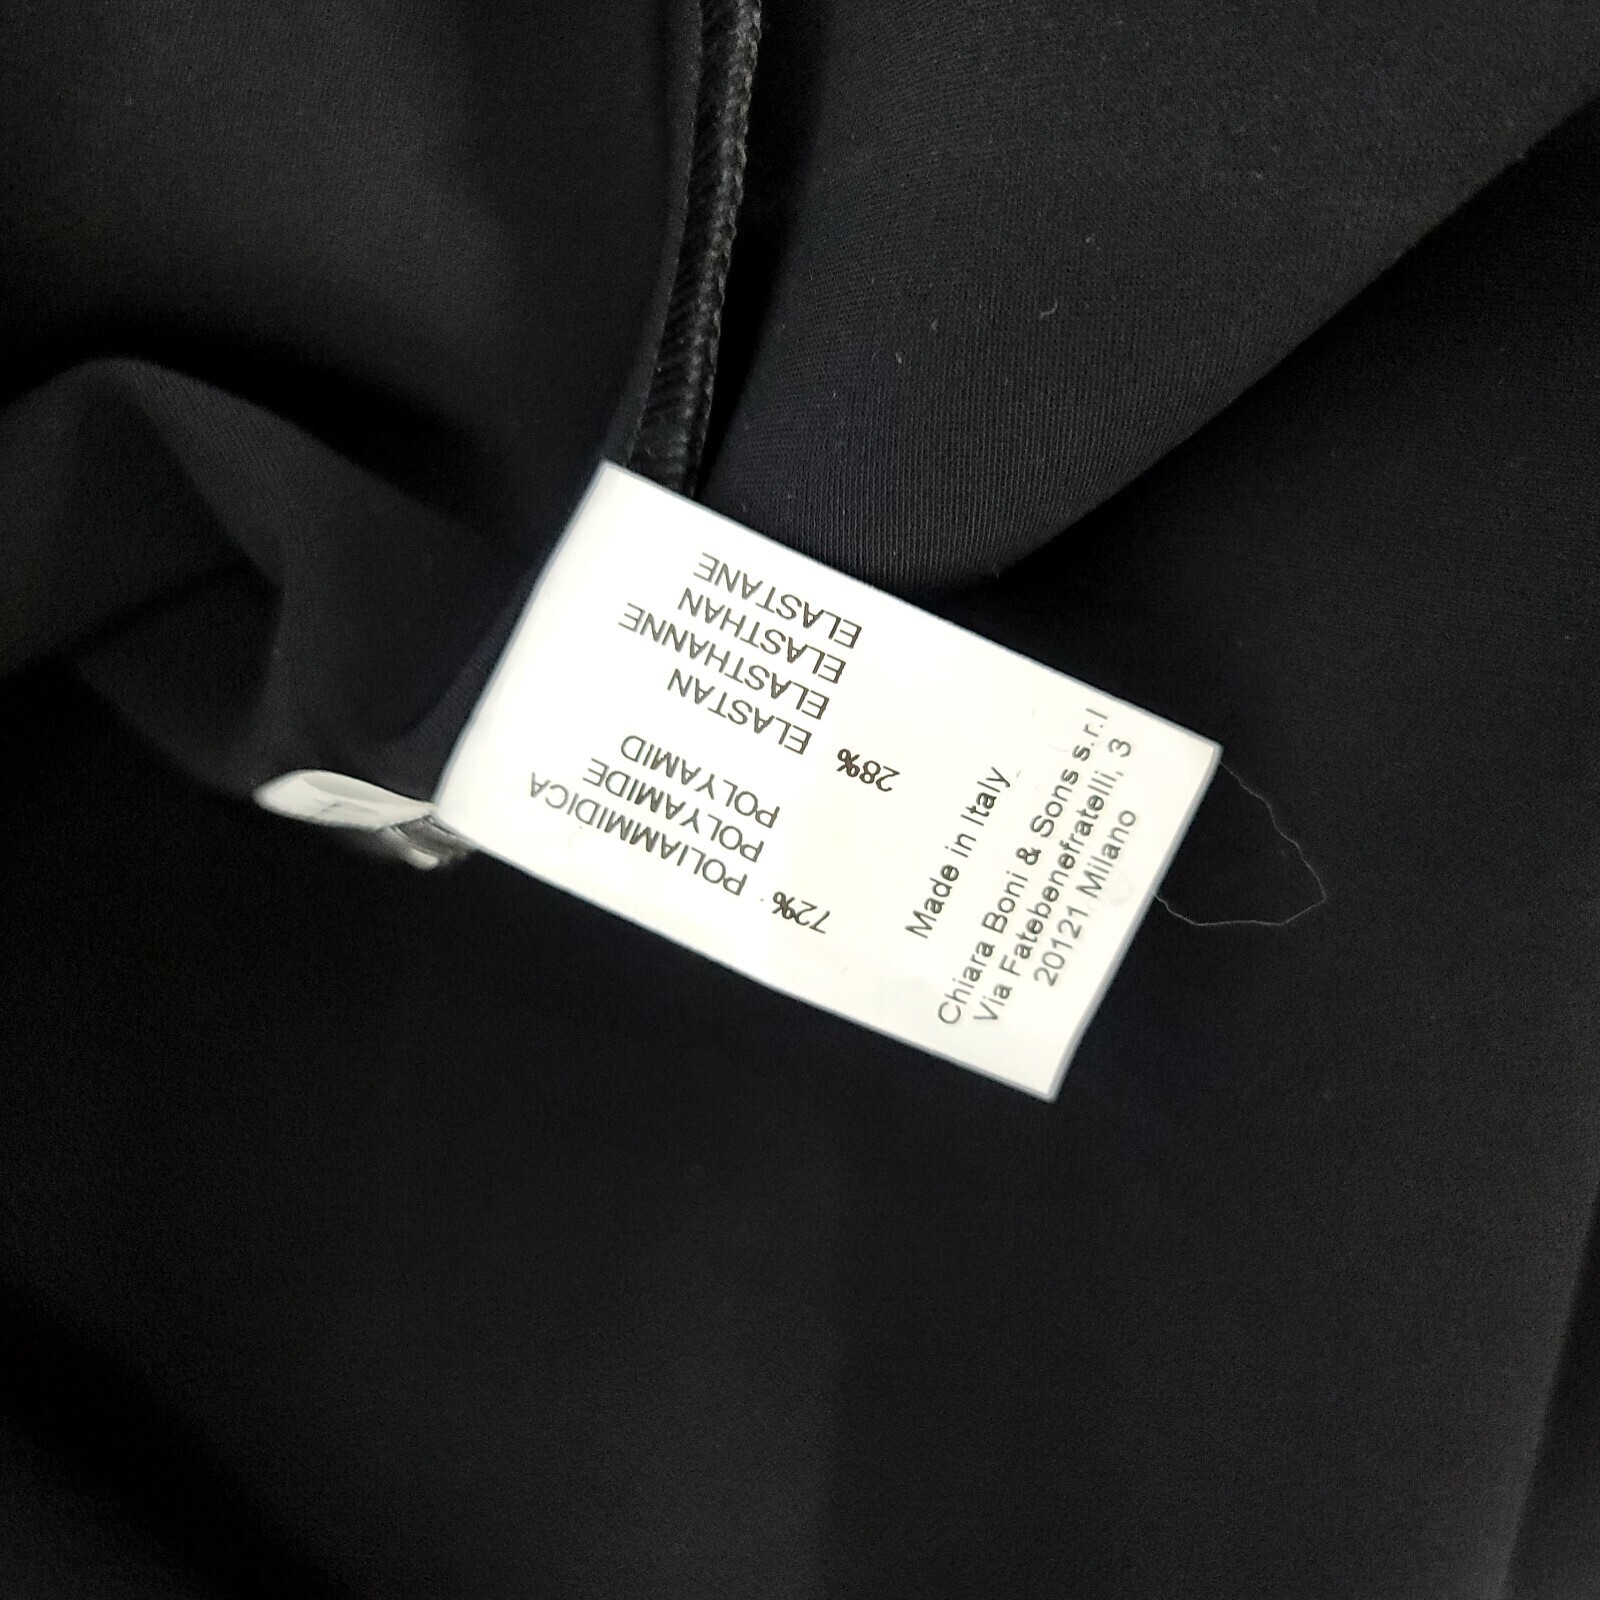 72% POLIAMMIDICA
POLYAMIDE
POLYAMID
28% ELASTAN
ELASTHANNE
ELASTHAN
ELASTANE
Made in Italy
Chiara Boni & Sons s.r.l
Via Fatebenefratelli, 3
20121 Milano